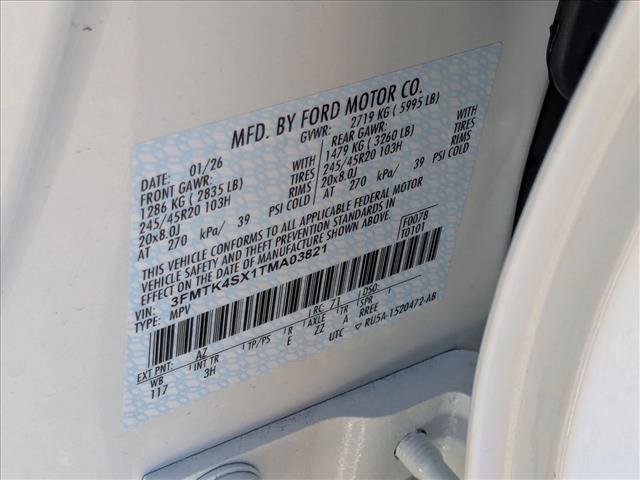 MFD. BY FORD MOTOR CO.
DATE: 01/26 GVWR: 2719 KG ( 5995 LB)
FRONT GAWR: WITH REAR GAWR: WITH
1286 KG ( 2835 LB) TIRES 1479 KG ( 3260 LB) TIRES
245/45R20 103H RIMS 245/45R20 103H RIMS
20x8.0J 20x8.0J
AT 270 kPa/ 39 PSI COLD AT 270 kPa/ 39 PSI COLD
THIS VEHICLE CONFORMS TO ALL APPLICABLE FEDERAL MOTOR
VEHICLE SAFETY AND THEFT PREVENTION STANDARDS IN
EFFECT ON THE DATE OF MANUFACTURE SHOWN ABOVE.
VIN: 3FMTK4SX1TMA03821 F0078
TYPE: MPV T0101
EXT PNT: AZ LRC: 71 DSO:
WB INT TR TP/PS R AXLE TR SPR
117 3H E ZZ A RREE
UTC RU5A-1520472-AB